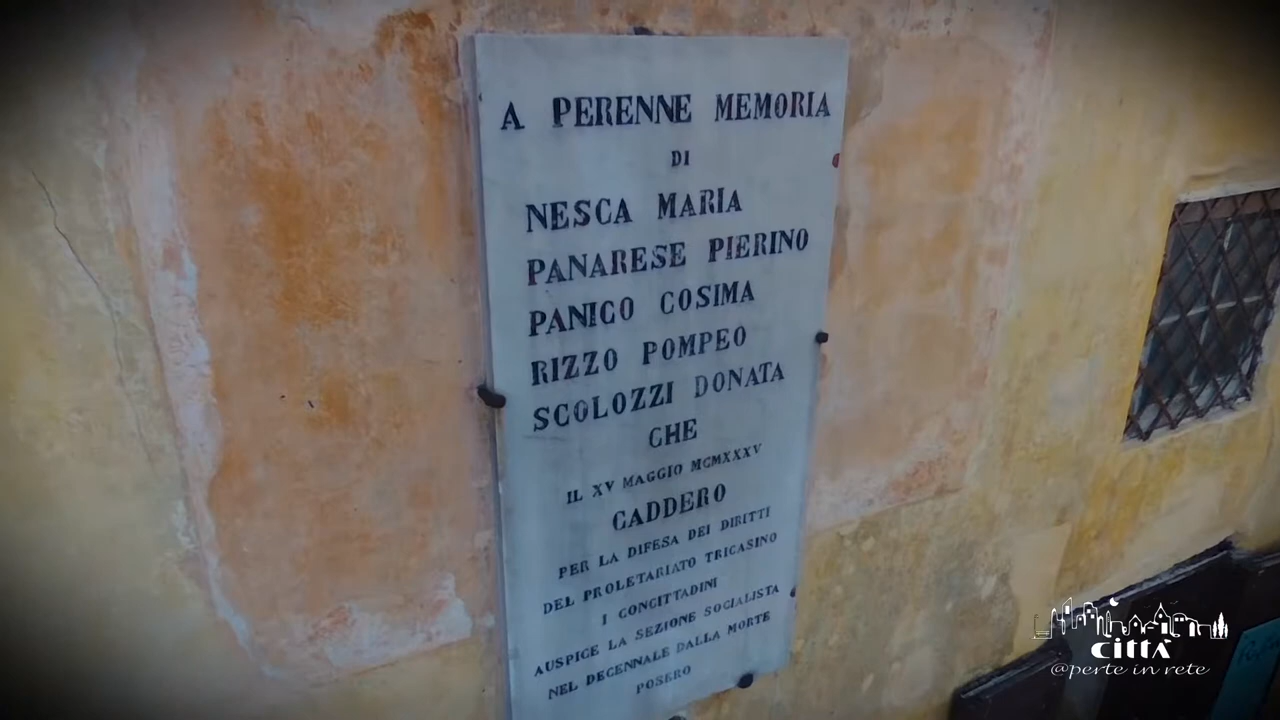 A PERENNE MEMORIA
DI
NESCA MARIA
PANARESE PIERINO
PANICO COSIMA
RIZZO POMPEO
SCOLOZZI DONATA
CHE
IL XV MAGGIO MCMXXXV
CADDERO
PER LA DIFESA DEI DIRITTI
DEL PROLETARIATO TRICASINO
I CONCITTADINI
AUSPICE LA SEZIONE SOCIALISTA
NEL DECENNALE DALLA MORTE
POSERO
CITTÀ
@perte in rete